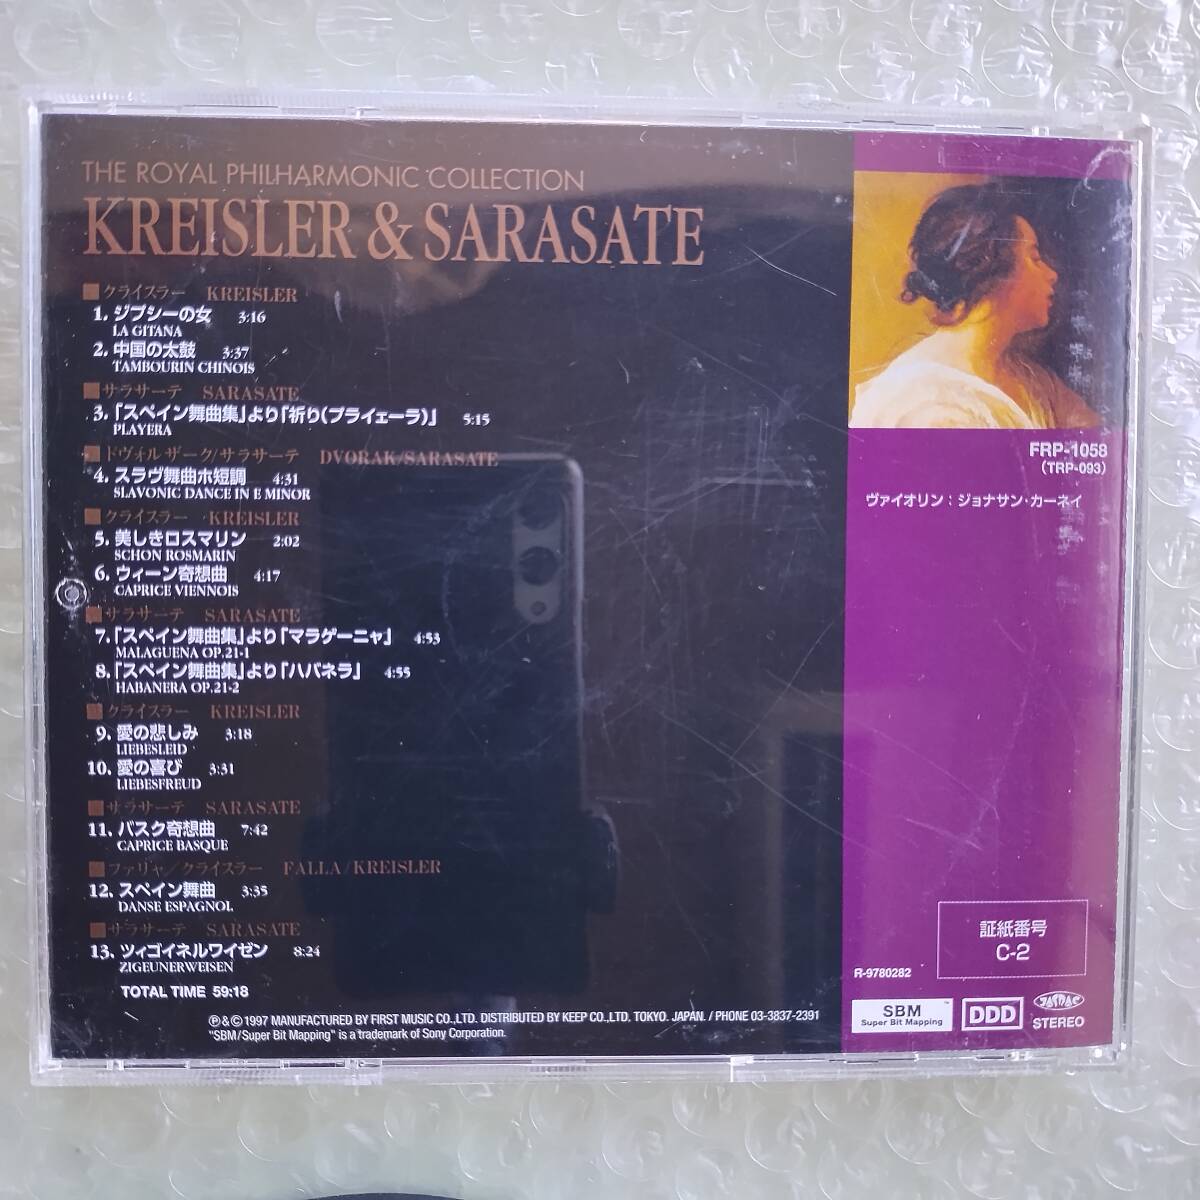 THE ROYAL PHILHARMONIC COLLECTION
KREISLER & SARASATE
■クライスラー KREISLER
1. ジプシーの女 3:16
LA GITANA
2. 中国の太鼓 3:37
TAMBOURIN CHINOIS
■サラサーテ SARASATE
3.「スペイン舞曲集」より「祈り(プライェーラ)」 5:15
PLAYERA
■ドヴォルザーク/サラサーテ DVORAK/SARASATE
4. スラヴ舞曲ホ短調 4:31
SLAVONIC DANCE IN E MINOR
■クライスラー KREISLER
5. 美しきロスマリン 2:02
SCHON ROSMARIN
6. ウィーン奇想曲 4:17
CAPRICE VIENNOIS
■サラサーテ SARASATE
7.「スペイン舞曲集」より「マラゲーニャ」 4:53
MALAGUENA OP.21-1
8.「スペイン舞曲集」より「ハバネラ」 4:55
HABANERA OP.21-2
■クライスラー KREISLER
9. 愛の悲しみ 3:18
LIEBESLEID
10. 愛の喜び 3:31
LIEBESFREUD
■サラサーテ SARASATE
11. バスク奇想曲 7:42
CAPRICE BASQUE
■ファリャ/クライスラー FALLA/KREISLER
12. スペイン舞曲 3:35
DANSE ESPAGNOL
■サラサーテ SARASATE
13. ツィゴイネルワイゼン 8:24
ZIGEUNERWEISEN
TOTAL TIME 59:18
℗&©1997 MANUFACTURED BY FIRST MUSIC CO.,LTD. DISTRIBUTED BY KEEP CO.,LTD. TOKYO. JAPAN. / PHONE 03-3837-2391
"SBM/Super Bit Mapping" is a trademark of Sony Corporation.
FRP-1058
(TRP-093)
ヴァイオリン：ジョナサン・カーネイ
証紙番号
C-2
R-9780282
SBM™
Super Bit Mapping
DDD
JASRAC
STEREO